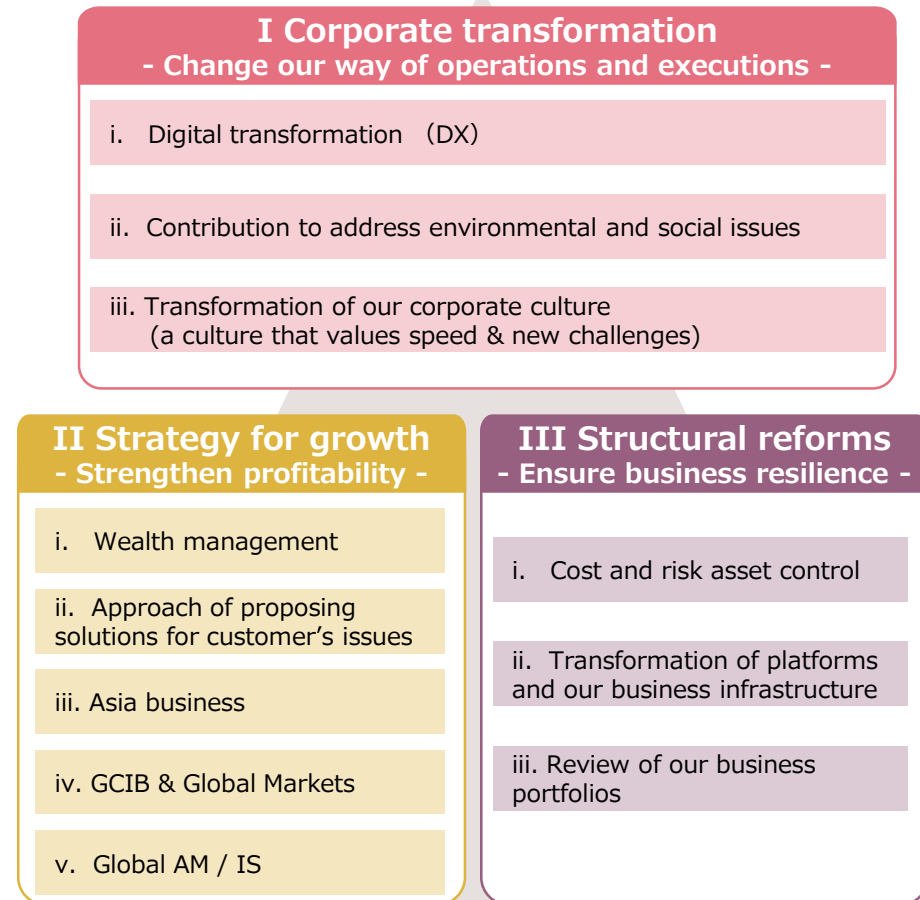 I Corporate transformation
- Change our way of operations and executions -
i. Digital transformation （DX）
ii. Contribution to address environmental and social issues
iii. Transformation of our corporate culture
(a culture that values speed & new challenges)
II Strategy for growth
- Strengthen profitability -
i. Wealth management
ii. Approach of proposing
solutions for customer’s issues
iii. Asia business
iv. GCIB & Global Markets
v. Global AM / IS
III Structural reforms
- Ensure business resilience -
i. Cost and risk asset control
ii. Transformation of platforms
and our business infrastructure
iii. Review of our business
portfolios